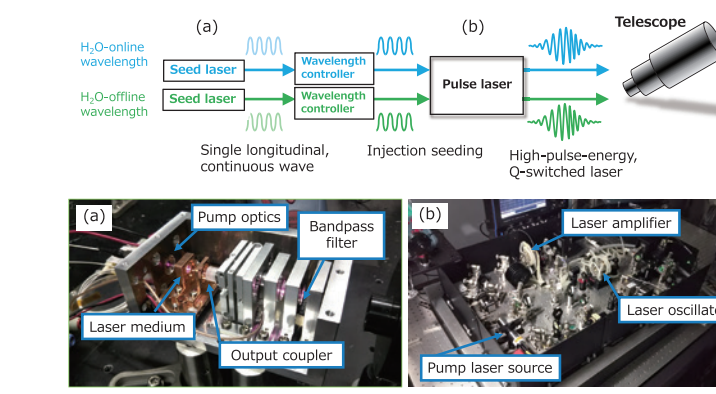 (a)
(b)
Telescope
H₂O-online
wavelength
Seed laser
Wavelength
controller
Pulse laser
H₂O-offline
wavelength
Seed laser
Wavelength
controller
Single longitudinal,
continuous wave
Injection seeding
High-pulse-energy,
Q-switched laser
(a)
Pump optics
Bandpass
filter
Laser medium
Output coupler
(b)
Laser amplifier
Laser oscillato
Pump laser source